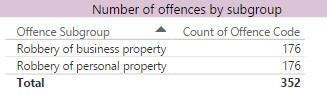 Number of offences by subgroup
Offence Subgroup Count of Offence Code
Robbery of business property 176
Robbery of personal property 176
Total 352